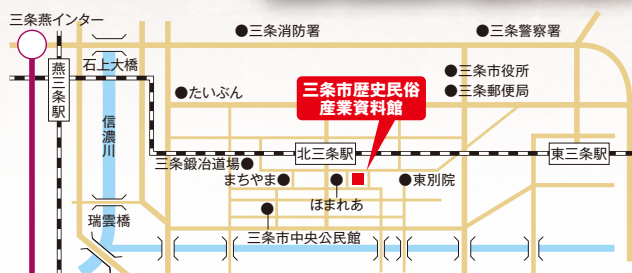 三条燕インター
三条消防署
三条警察署
石上大橋
燕三条駅
三条市役所
三条郵便局
たいぶん
三条市歴史民俗
産業資料館
信濃川
北三条駅
東三条駅
三条鍛冶道場
まちやま
東別院
ほまれあ
瑞雲橋
三条市中央公民館